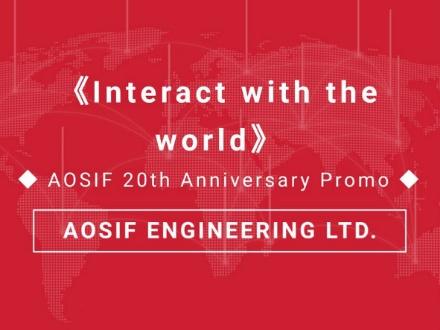 《Interact with the
world》
◆ AOSIF 20th Anniversary Promo ◆
AOSIF ENGINEERING LTD.